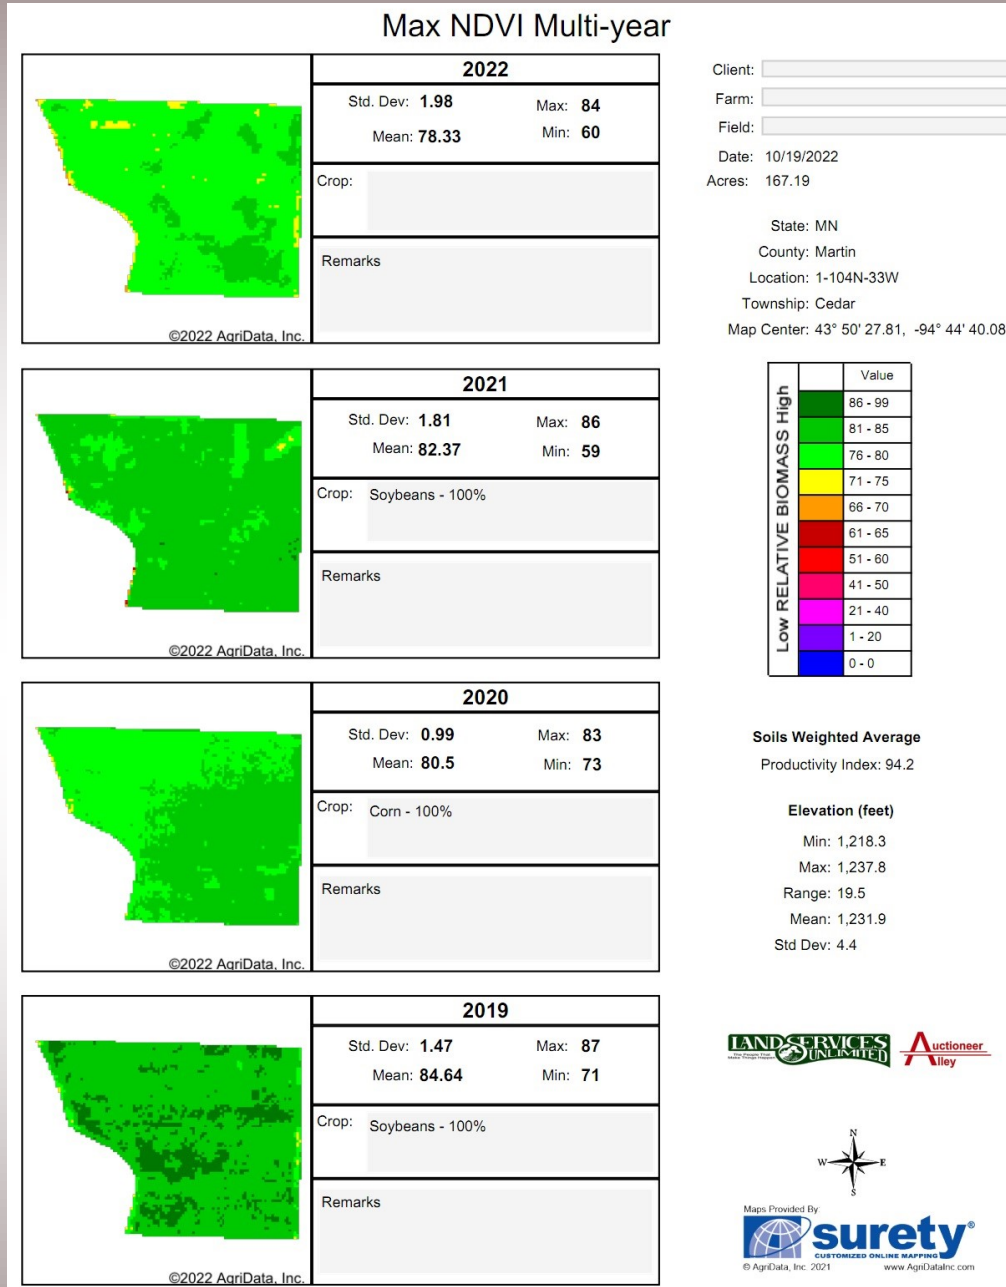 Max NDVI Multi-year
2022
Std. Dev: 1.98 Max: 84
Mean: 78.33 Min: 60
Crop:
Remarks
©2022 AgriData, Inc.
2021
Std. Dev: 1.81 Max: 86
Mean: 82.37 Min: 59
Crop: Soybeans - 100%
Remarks
©2022 AgriData, Inc.
2020
Std. Dev: 0.99 Max: 83
Mean: 80.5 Min: 73
Crop: Corn - 100%
Remarks
©2022 AgriData, Inc.
2019
Std. Dev: 1.47 Max: 87
Mean: 84.64 Min: 71
Crop: Soybeans - 100%
Remarks
©2022 AgriData, Inc.
Client:
Farm:
Field:
Date: 10/19/2022
Acres: 167.19
State: MN
County: Martin
Location: 1-104N-33W
Township: Cedar
Map Center: 43° 50' 27.81, -94° 44' 40.08
Low RELATIVE BIOMASS High
Value
86 - 99
81 - 85
76 - 80
71 - 75
66 - 70
61 - 65
51 - 60
41 - 50
21 - 40
1 - 20
0 - 0
Soils Weighted Average
Productivity Index: 94.2
Elevation (feet)
Min: 1,218.3
Max: 1,237.8
Range: 19.5
Mean: 1,231.9
Std Dev: 4.4
LAND SERVICES
UNLIMITED
The People That
Make Things Happen
Auctioneer
Alley
N
W E
S
Maps Provided By:
surety®
CUSTOMIZED ONLINE MAPPING
© AgriData, Inc. 2021 www.AgriDataInc.com